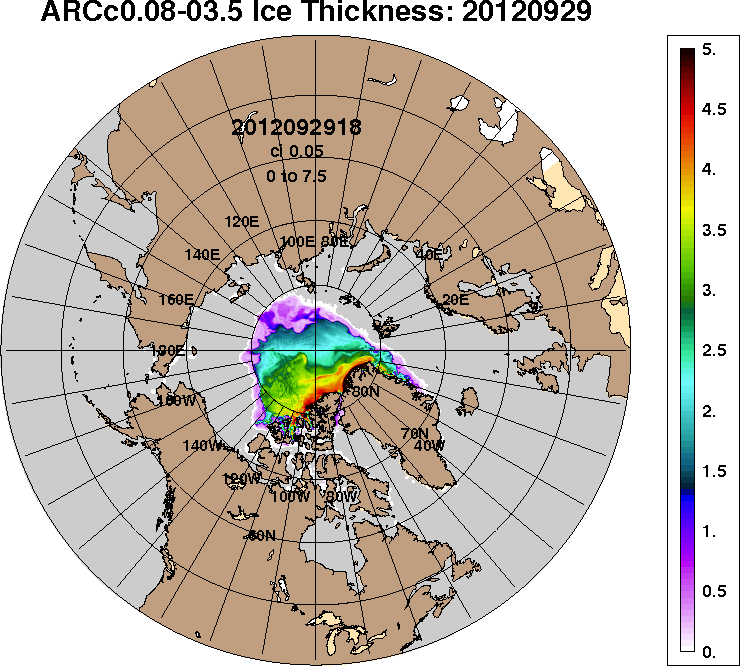 ARCc0.08-03.5 Ice Thickness: 20120929
2012092918
ci 0.05
0 to 7.5
120E
100E 80E
140E
40E
160E
20E
180E
160W
80N
70N
140W
40W
120W
100W 80W
60N
5.
4.5
4.
3.5
3.
2.5
2.
1.5
1.
0.5
0.